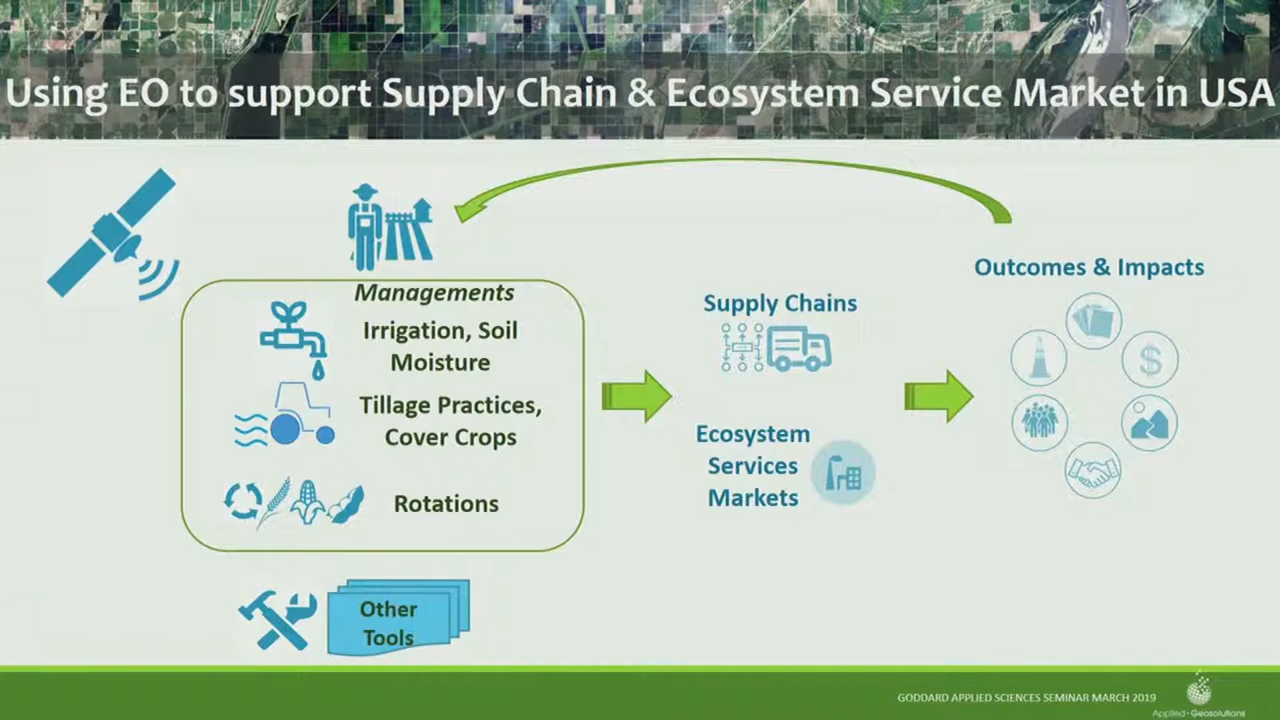 Using EO to support Supply Chain & Ecosystem Service Market in USA
Managements
Irrigation, Soil
Moisture
Tillage Practices,
Cover Crops
Rotations
Other
Tools
Supply Chains
Ecosystem
Services
Markets
Outcomes & Impacts
$
GODDARD APPLIED SCIENCES SEMINAR MARCH 2019
Applied·Geosolutions